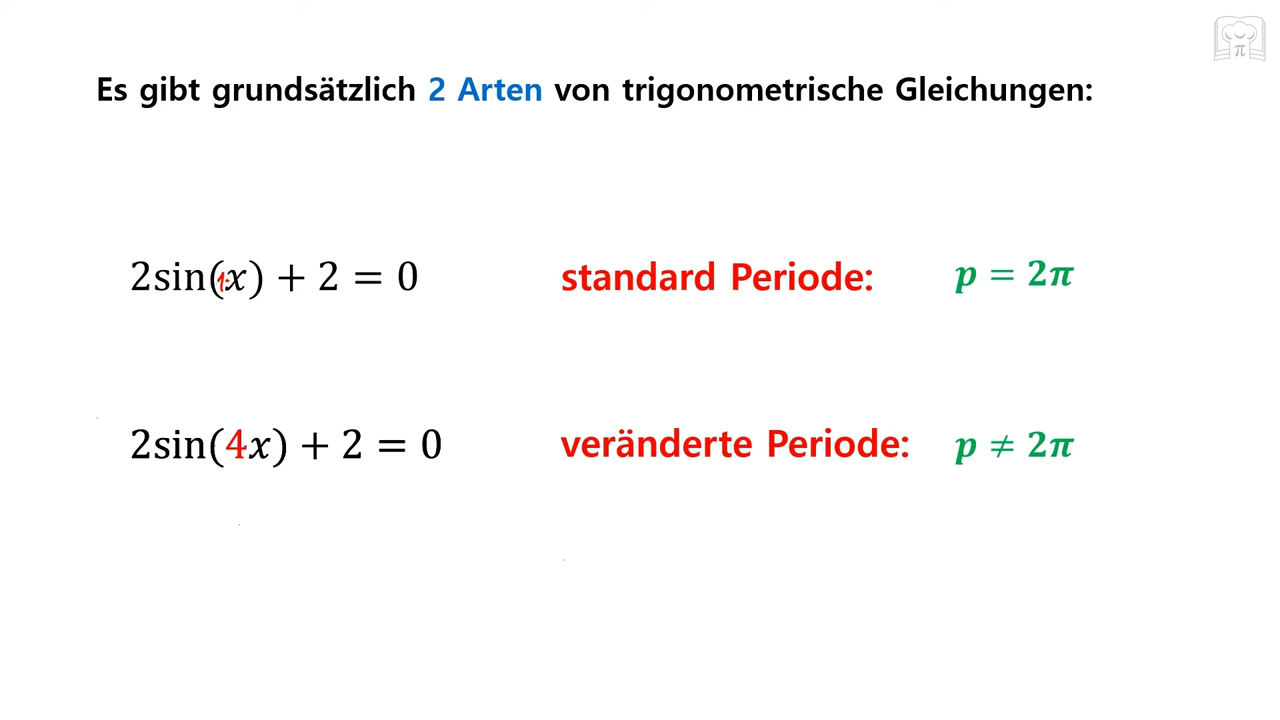 Es gibt grundsätzlich 2 Arten von trigonometrische Gleichungen:
2sin(1·x) + 2 = 0 standard Periode: p = 2π
2sin(4x) + 2 = 0 veränderte Periode: p ≠ 2π
π